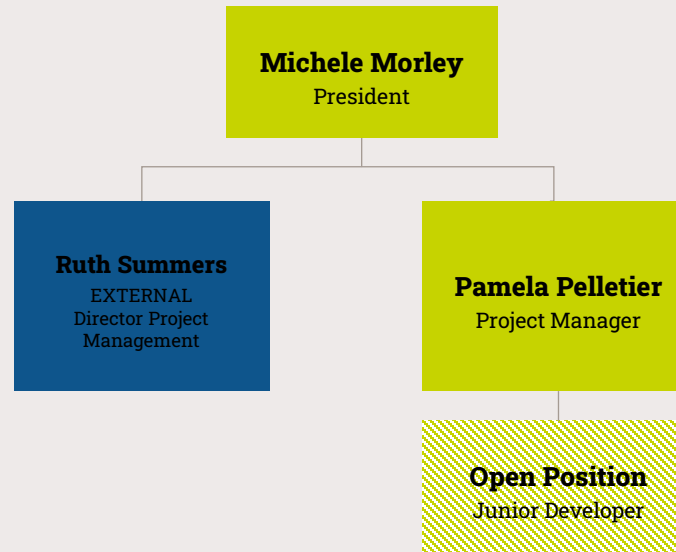 Michele Morley
President
Ruth Summers
EXTERNAL
Director Project
Management
Pamela Pelletier
Project Manager
Open Position
Junior Developer